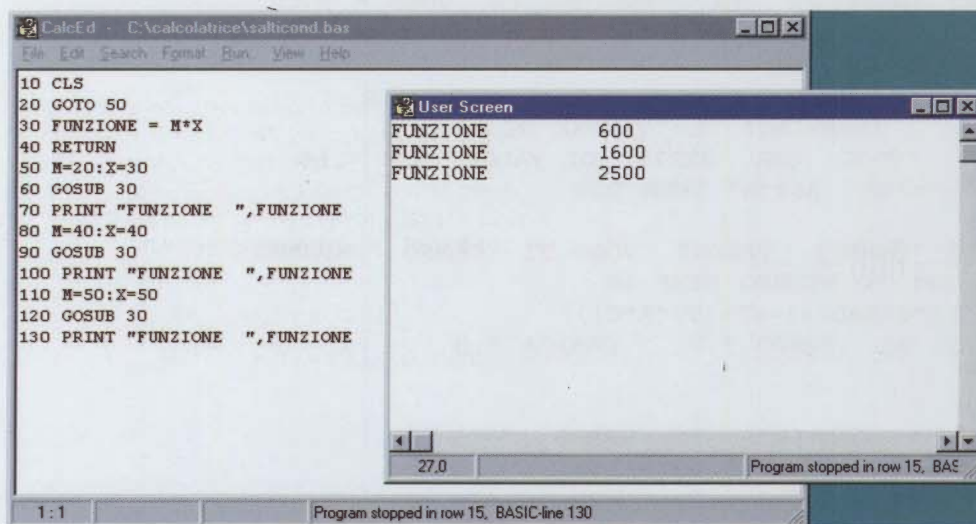 CalcEd - C:\calcolatrice\salticond.bas
File Edit Search Format Run View Help
10 CLS
20 GOTO 50
30 FUNZIONE = M*X
40 RETURN
50 M=20:X=30
60 GOSUB 30
70 PRINT "FUNZIONE  ",FUNZIONE
80 M=40:X=40
90 GOSUB 30
100 PRINT "FUNZIONE  ",FUNZIONE
110 M=50:X=50
120 GOSUB 30
130 PRINT "FUNZIONE  ",FUNZIONE
1:1
Program stopped in row 15, BASIC-line 130
User Screen
FUNZIONE 600
FUNZIONE 1600
FUNZIONE 2500
27,0
Program stopped in row 15, BAS